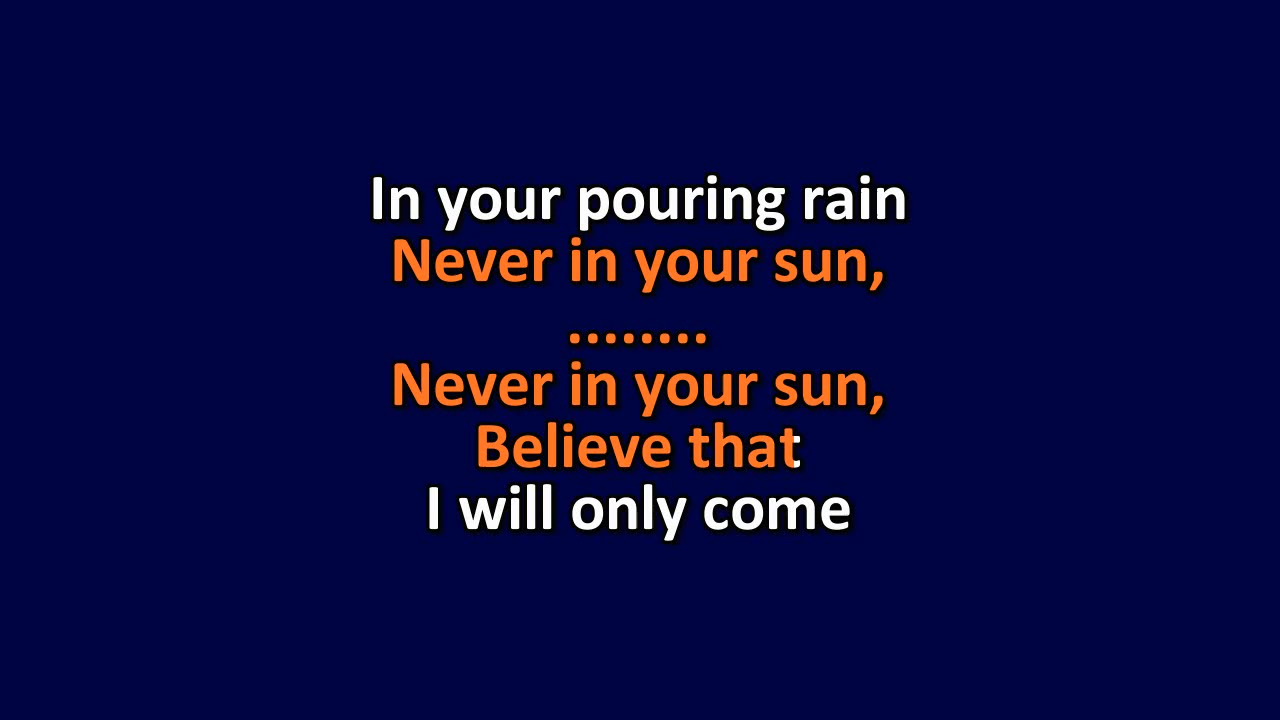 In your pouring rain
Never in your sun,
........
Never in your sun,
Believe that
I will only come